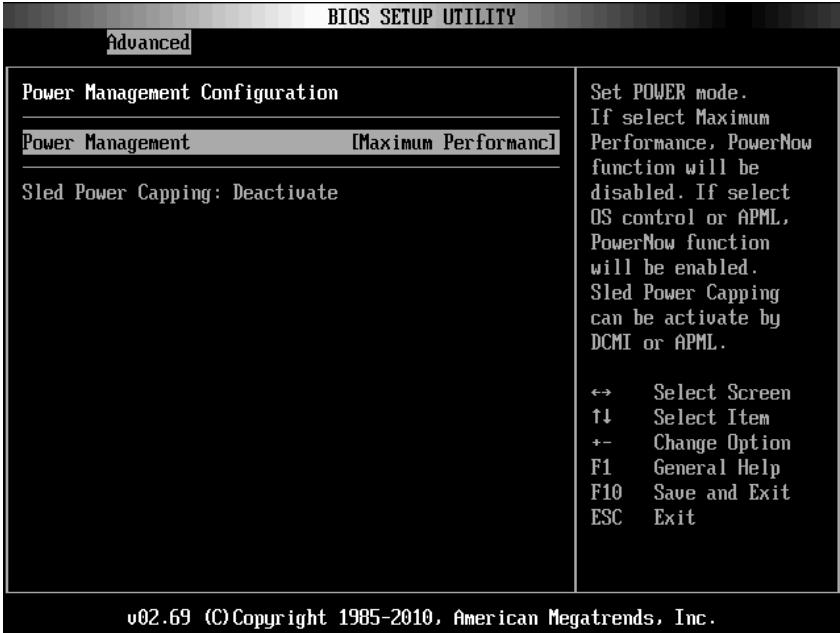 BIOS SETUP UTILITY
Advanced
Power Management Configuration
Power Management [Maximum Performanc]
Sled Power Capping: Deactivate
Set POWER mode.
If select Maximum
Performance, PowerNow
function will be
disabled. If select
OS control or APML,
PowerNow function
will be enabled.
Sled Power Capping
can be activate by
DCMI or APML.
↔ Select Screen
↑↓ Select Item
+- Change Option
F1 General Help
F10 Save and Exit
ESC Exit
v02.69 (C)Copyright 1985-2010, American Megatrends, Inc.